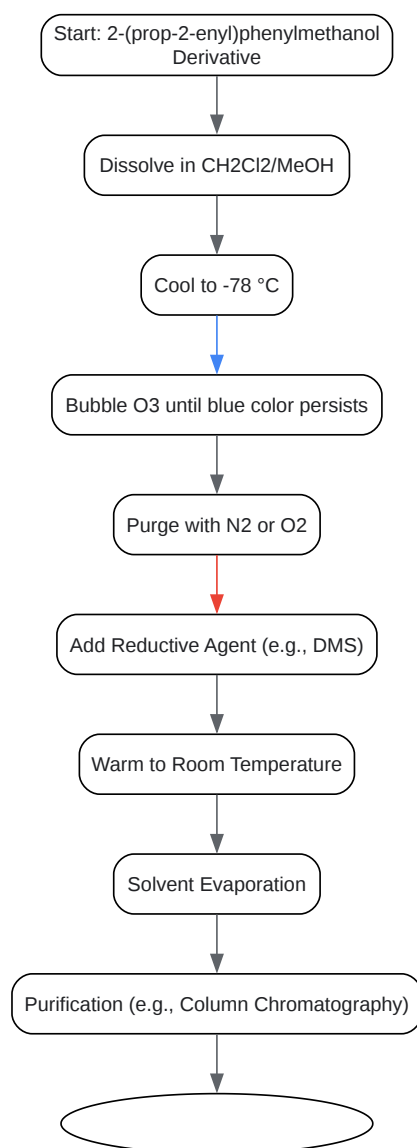 Start: 2-(prop-2-enyl)phenylmethanol
Derivative
Dissolve in CH2Cl2/MeOH
Cool to -78 °C
Bubble O3 until blue color persists
Purge with N2 or O2
Add Reductive Agent (e.g., DMS)
Warm to Room Temperature
Solvent Evaporation
Purification (e.g., Column Chromatography)